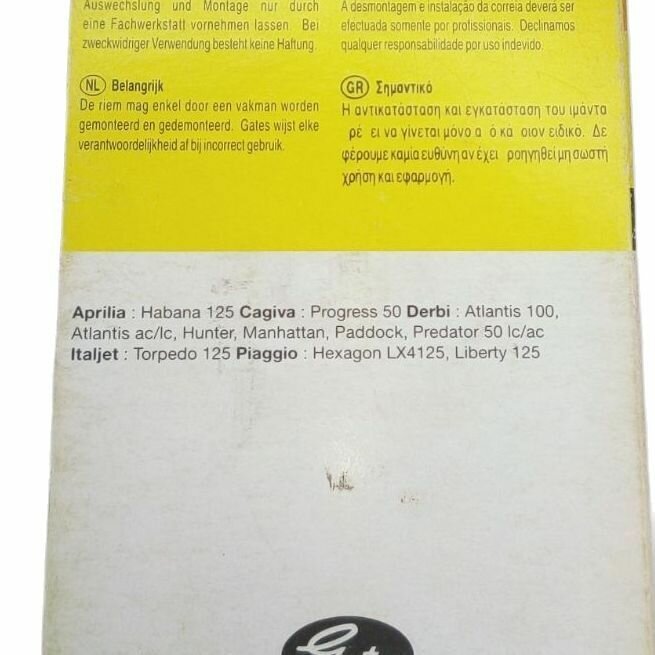 Auswechslung und Montage nur durch
eine Fachwerkstatt vornehmen lassen. Bei
zweckwidriger Verwendung besteht keine Haftung.
A desmontagem e instalação da correia deverá ser
efectuada somente por profissionais. Declinamos
qualquer responsabilidade por uso indevido.
NL Belangrijk
De riem mag enkel door een vakman worden
gemonteerd en gedemonteerd. Gates wijst elke
verantwoordelijkheid af bij incorrect gebruik.
GR Σημαντικό
Η αντικατάσταση και εγκατάσταση του ιμάντα
ρέ ει να γίνεται μόνο α ό κά οιον ειδικό. Δε
φέρουμε καμία ευθύνη αν έχει ροηγηθεί μη σωστή
χρήση και εφαρμογή.
Aprilia : Habana 125 Cagiva : Progress 50 Derbi : Atlantis 100,
Atlantis ac/lc, Hunter, Manhattan, Paddock, Predator 50 lc/ac
Italjet : Torpedo 125 Piaggio : Hexagon LX4125, Liberty 125